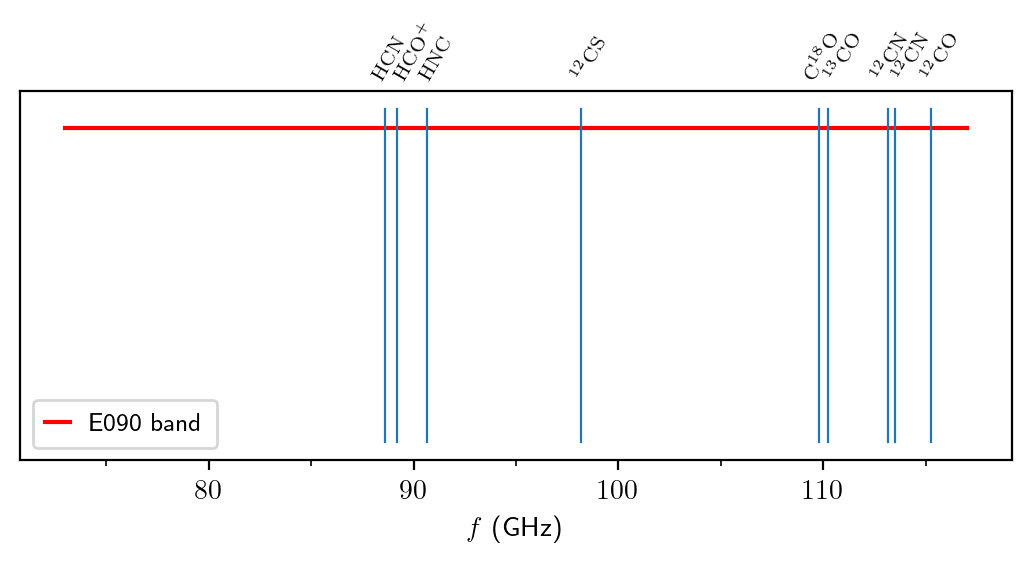 HCN
HCO⁺
HNC
¹²CS
C¹⁸O
¹³CO
¹²CN
¹²CN
¹²CO
E090 band
80
90
100
110
f (GHz)